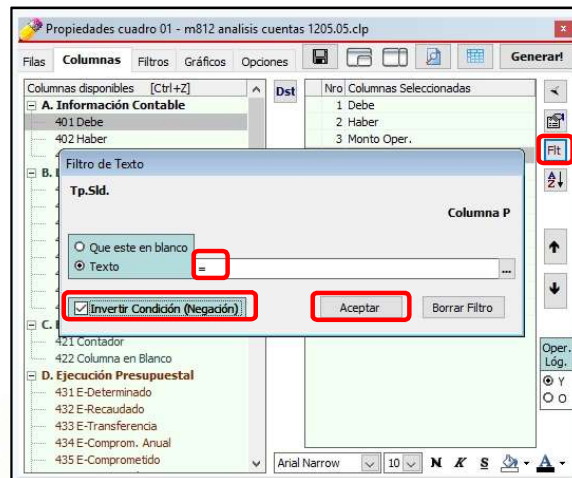 Propiedades cuadro 01 - m812 analisis cuentas 1205.05.clp
Filas Columnas Filtros Gráficos Opciones Generar!
Columnas disponibles [Ctrl+Z]
A. Información Contable
401 Debe
402 Haber
Dst
Nro Columnas Seleccionadas
1 Debe
2 Haber
3 Monto Oper.
Flt
Filtro de Texto
Tp.Sld.
Columna P
Que este en blanco
Texto
=
...
Invertir Condición (Negación)
Aceptar
Borrar Filtro
421 Contador
422 Columna en Blanco
D. Ejecución Presupuestal
431 E-Determinado
432 E-Recaudado
433 E-Transferencia
434 E-Comprom. Anual
435 E-Comprometido
Oper.
Lóg.
Y
O
Arial Narrow 10 N K S A